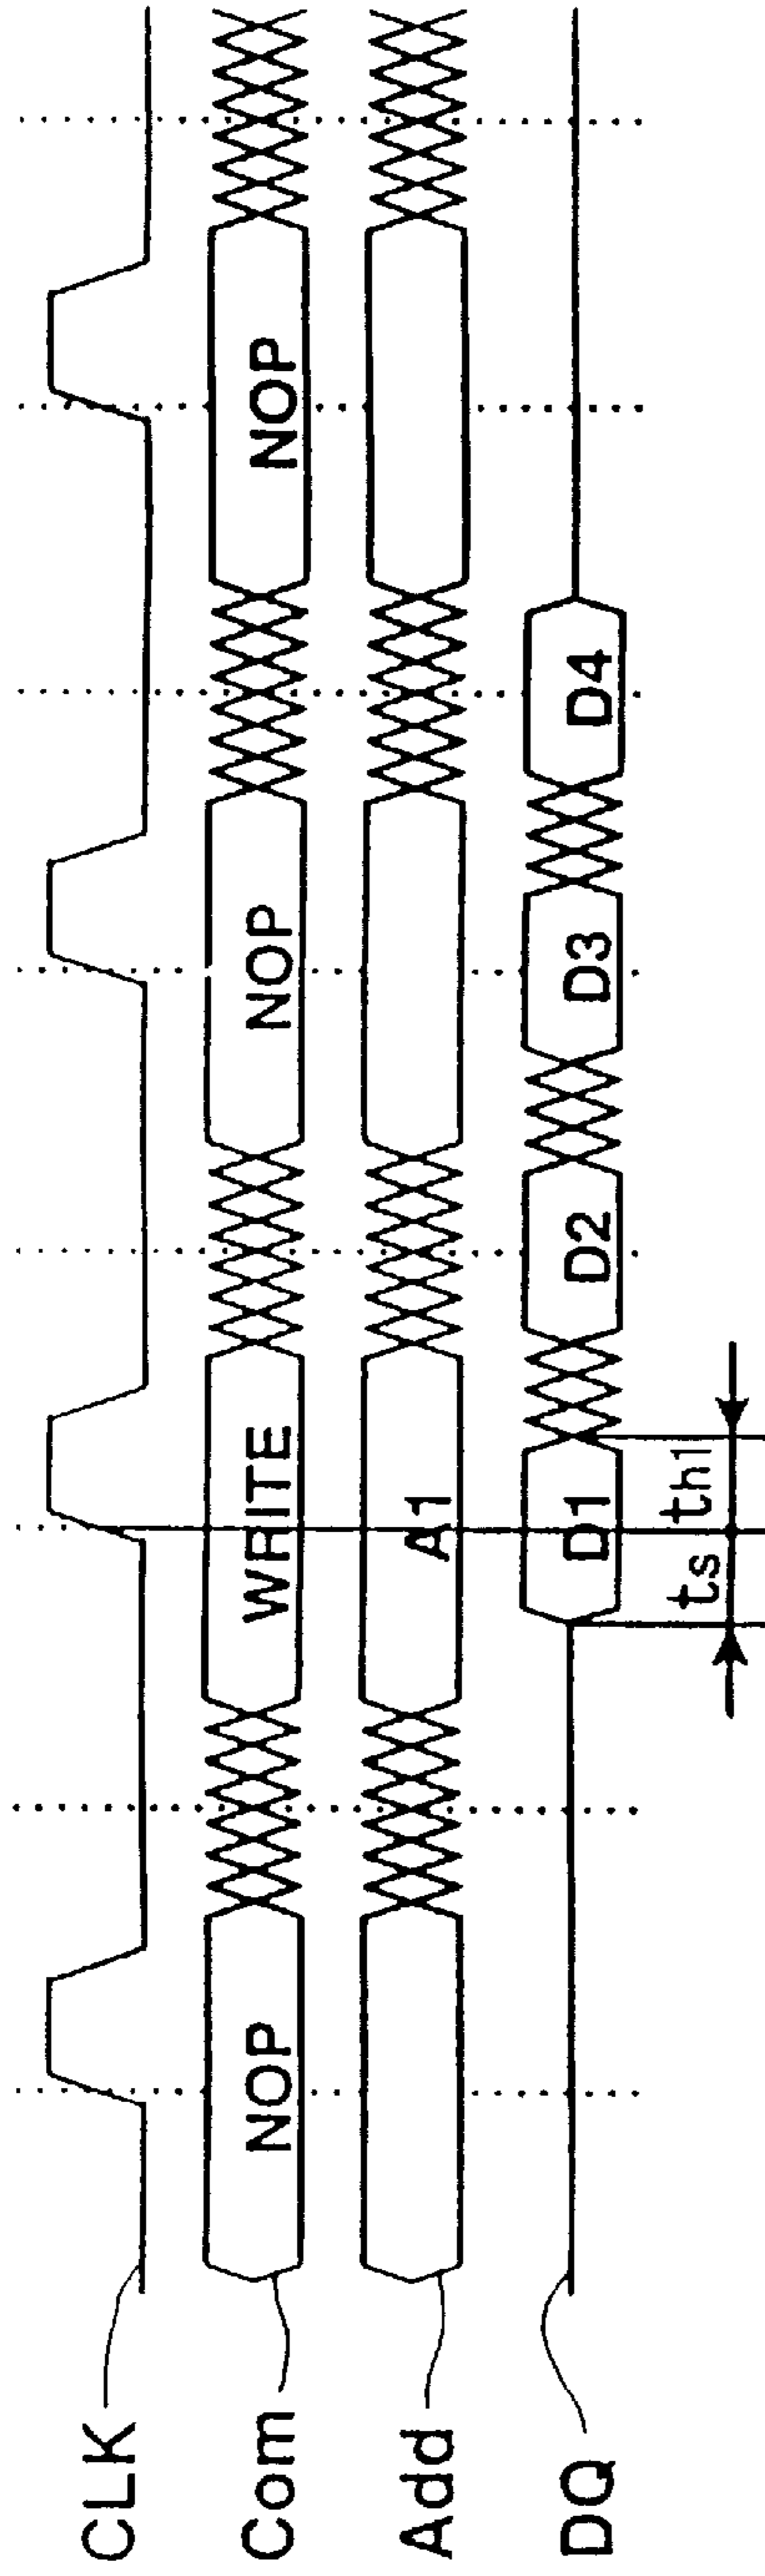 CLK
Com NOP WRITE NOP NOP
Add A1
DQ D1 D2 D3 D4
ts th1